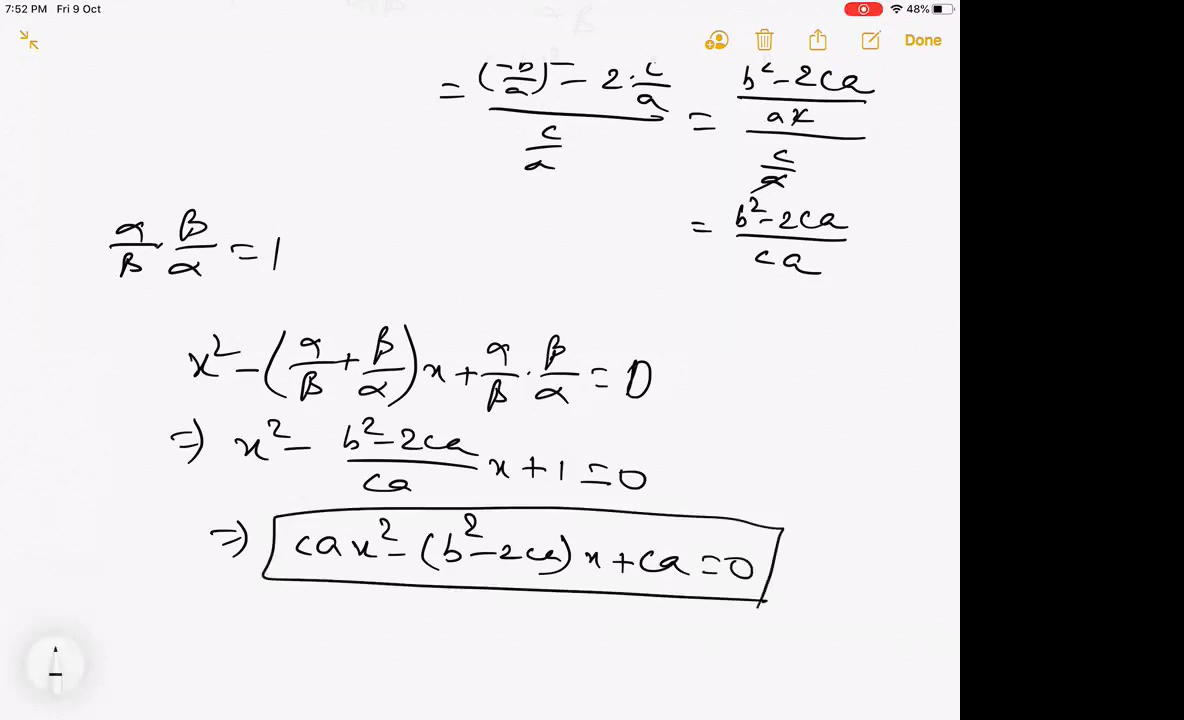 7:52 PM Fri 9 Oct 48%
Done
= ((-b/a)² - 2·c/a)/(c/a) = ((b²-2ca)/a²)/(c/a)
= (b²-2ca)/(ca)
α/β · β/α = 1
x² - (α/β + β/α)x + α/β · β/α = 0
⇒ x² - (b²-2ca)/(ca) x + 1 = 0
⇒ cax² - (b²-2ca)x + ca = 0